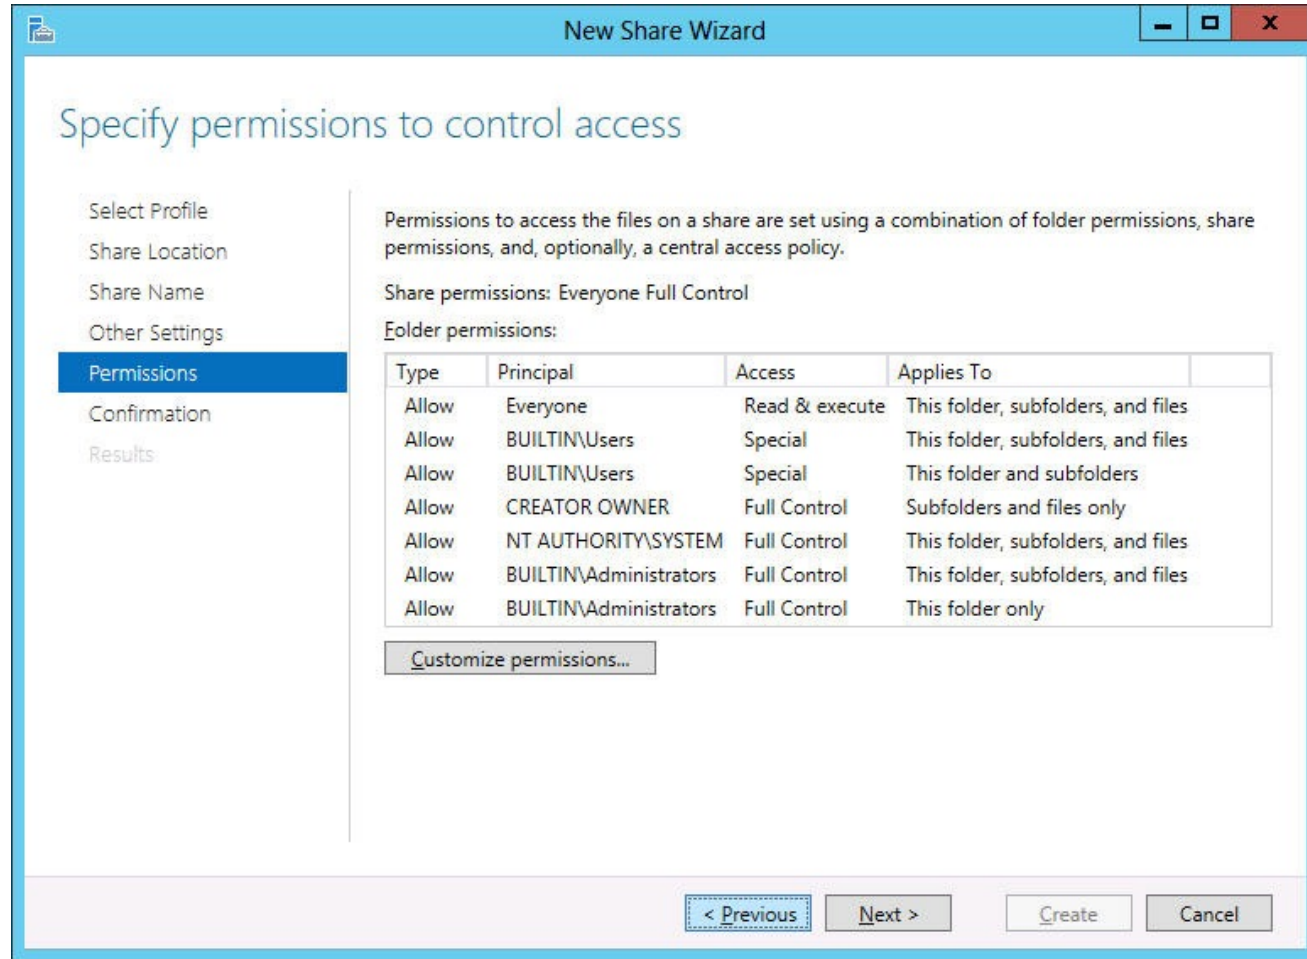 New Share Wizard
Specify permissions to control access
Select Profile
Share Location
Share Name
Other Settings
Permissions
Confirmation
Results
Permissions to access the files on a share are set using a combination of folder permissions, share
permissions, and, optionally, a central access policy.
Share permissions: Everyone Full Control
Folder permissions:
Type Principal Access Applies To
Allow Everyone Read & execute This folder, subfolders, and files
Allow BUILTIN\Users Special This folder, subfolders, and files
Allow BUILTIN\Users Special This folder and subfolders
Allow CREATOR OWNER Full Control Subfolders and files only
Allow NT AUTHORITY\SYSTEM Full Control This folder, subfolders, and files
Allow BUILTIN\Administrators Full Control This folder, subfolders, and files
Allow BUILTIN\Administrators Full Control This folder only
Customize permissions...
< Previous Next > Create Cancel